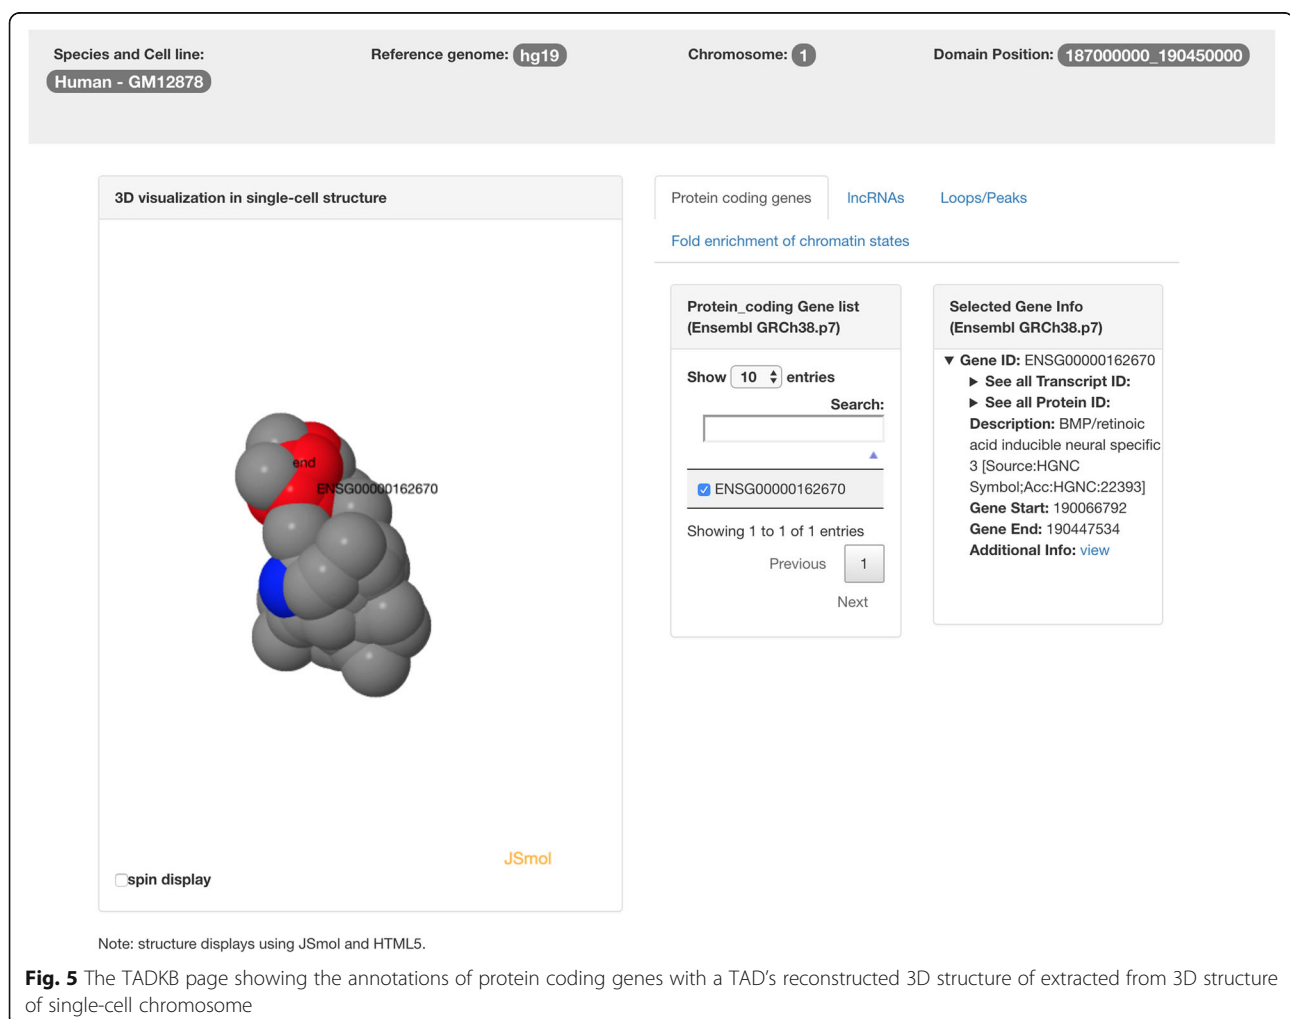 Species and Cell line: Human - GM12878
Reference genome: hg19
Chromosome: 1
Domain Position: 187000000_190450000
3D visualization in single-cell structure
end
ENSG00000162670
JSmol
spin display
Note: structure displays using JSmol and HTML5.
Protein coding genes
lncRNAs
Loops/Peaks
Fold enrichment of chromatin states
Protein_coding Gene list
(Ensembl GRCh38.p7)
Show 10 entries
Search:
ENSG00000162670
Showing 1 to 1 of 1 entries
Previous
1
Next
Selected Gene Info
(Ensembl GRCh38.p7)
▼ Gene ID: ENSG00000162670
► See all Transcript ID:
► See all Protein ID:
Description: BMP/retinoic
acid inducible neural specific
3 [Source:HGNC
Symbol;Acc:HGNC:22393]
Gene Start: 190066792
Gene End: 190447534
Additional Info: view
Fig. 5 The TADKB page showing the annotations of protein coding genes with a TAD's reconstructed 3D structure of extracted from 3D structure
of single-cell chromosome